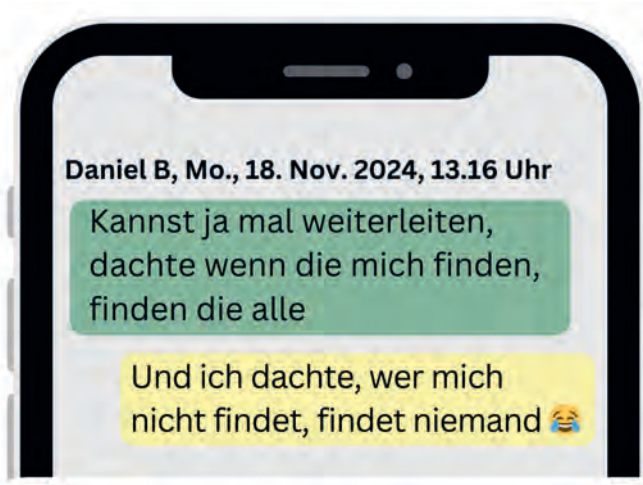 Daniel B, Mo., 18. Nov. 2024, 13.16 Uhr
Kannst ja mal weiterleiten,
dachte wenn die mich finden,
finden die alle
Und ich dachte, wer mich
nicht findet, findet niemand 😂